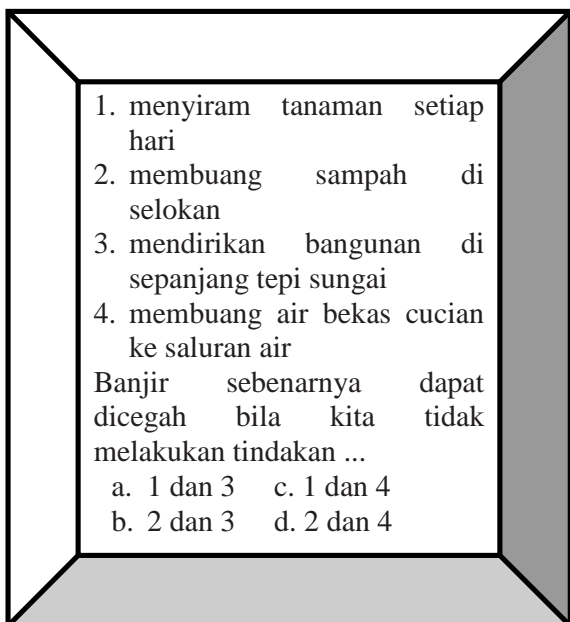 1. menyiram tanaman setiap
hari
2. membuang sampah di
selokan
3. mendirikan bangunan di
sepanjang tepi sungai
4. membuang air bekas cucian
ke saluran air
Banjir sebenarnya dapat
dicegah bila kita tidak
melakukan tindakan ...
a. 1 dan 3 c. 1 dan 4
b. 2 dan 3 d. 2 dan 4